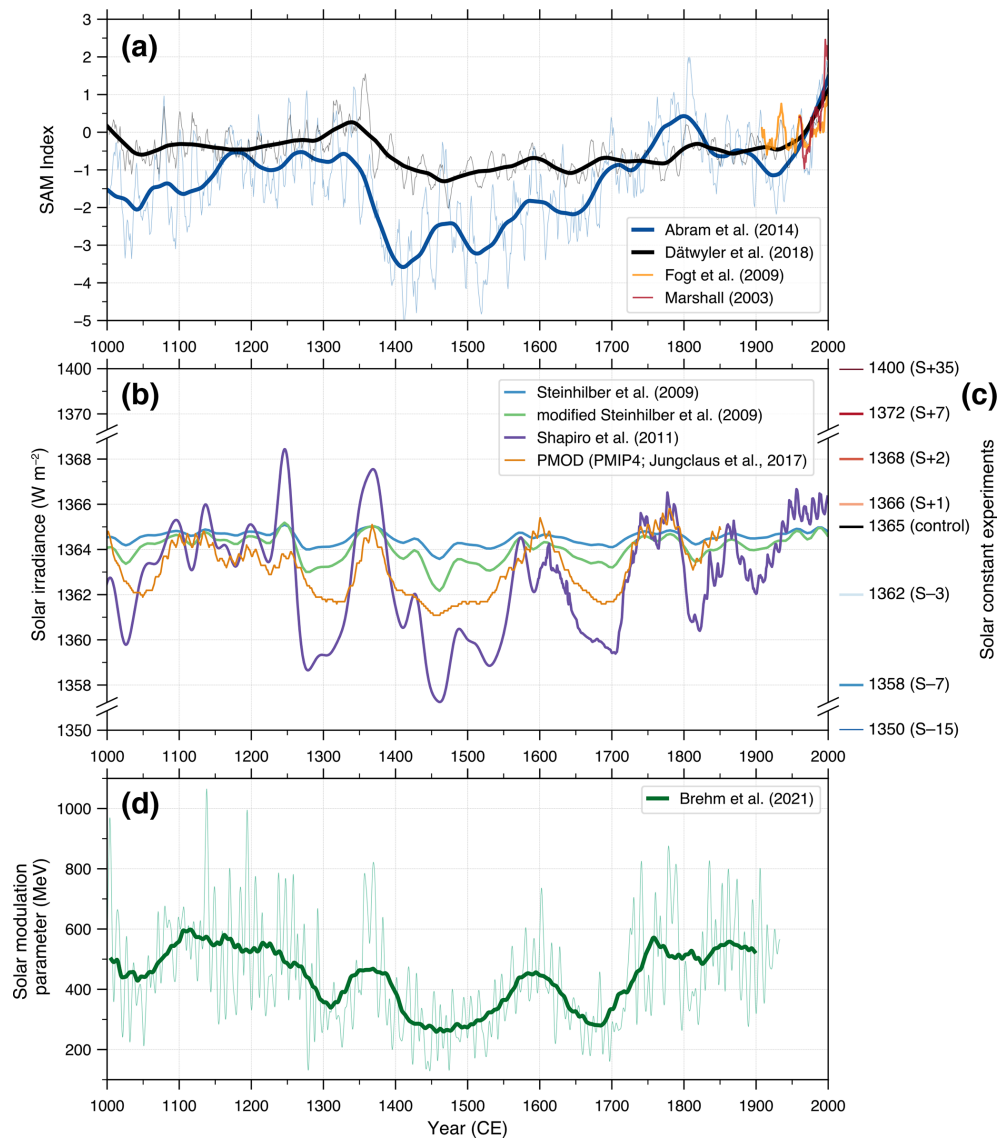 (a)
SAM Index
3
2
1
0
−1
−2
−3
−4
−5
Abram et al. (2014)
Dätwyler et al. (2018)
Fogt et al. (2009)
Marshall (2003)
1000 1100 1200 1300 1400 1500 1600 1700 1800 1900 2000
(b)
Solar irradiance (W m⁻²)
1400
1370
1368
1366
1364
1362
1360
1358
1350
Steinhilber et al. (2009)
modified Steinhilber et al. (2009)
Shapiro et al. (2011)
PMOD (PMIP4; Jungclaus et al., 2017)
1000 1100 1200 1300 1400 1500 1600 1700 1800 1900 2000
(c)
Solar constant experiments
1400 (S+35)
1372 (S+7)
1368 (S+2)
1366 (S+1)
1365 (control)
1362 (S−3)
1358 (S−7)
1350 (S−15)
(d)
Solar modulation
parameter (MeV)
1000
800
600
400
200
Brehm et al. (2021)
1000 1100 1200 1300 1400 1500 1600 1700 1800 1900 2000
Year (CE)